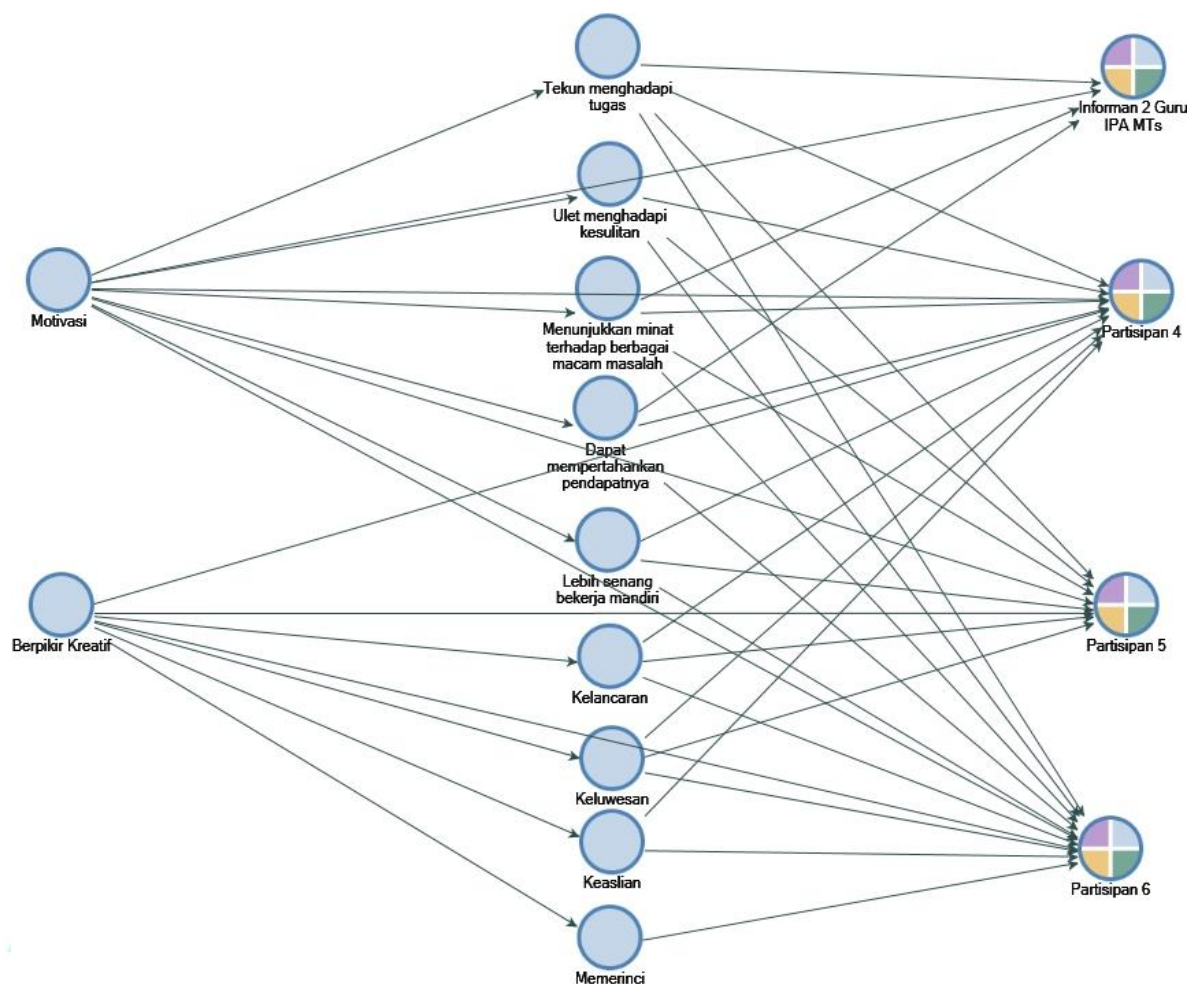 Tekun menghadapi
tugas
Informan 2 Guru
IPA MTs
Ulet menghadapi
kesulitan
Motivasi
Menunjukkan minat
terhadap berbagai
macam masalah
Partisipan 4
Dapat
mempertahankan
pendapatnya
Lebih senang
bekerja mandiri
Berpikir Kreatif
Partisipan 5
Kelancaran
Keluwesan
Keaslian
Partisipan 6
Memerinci